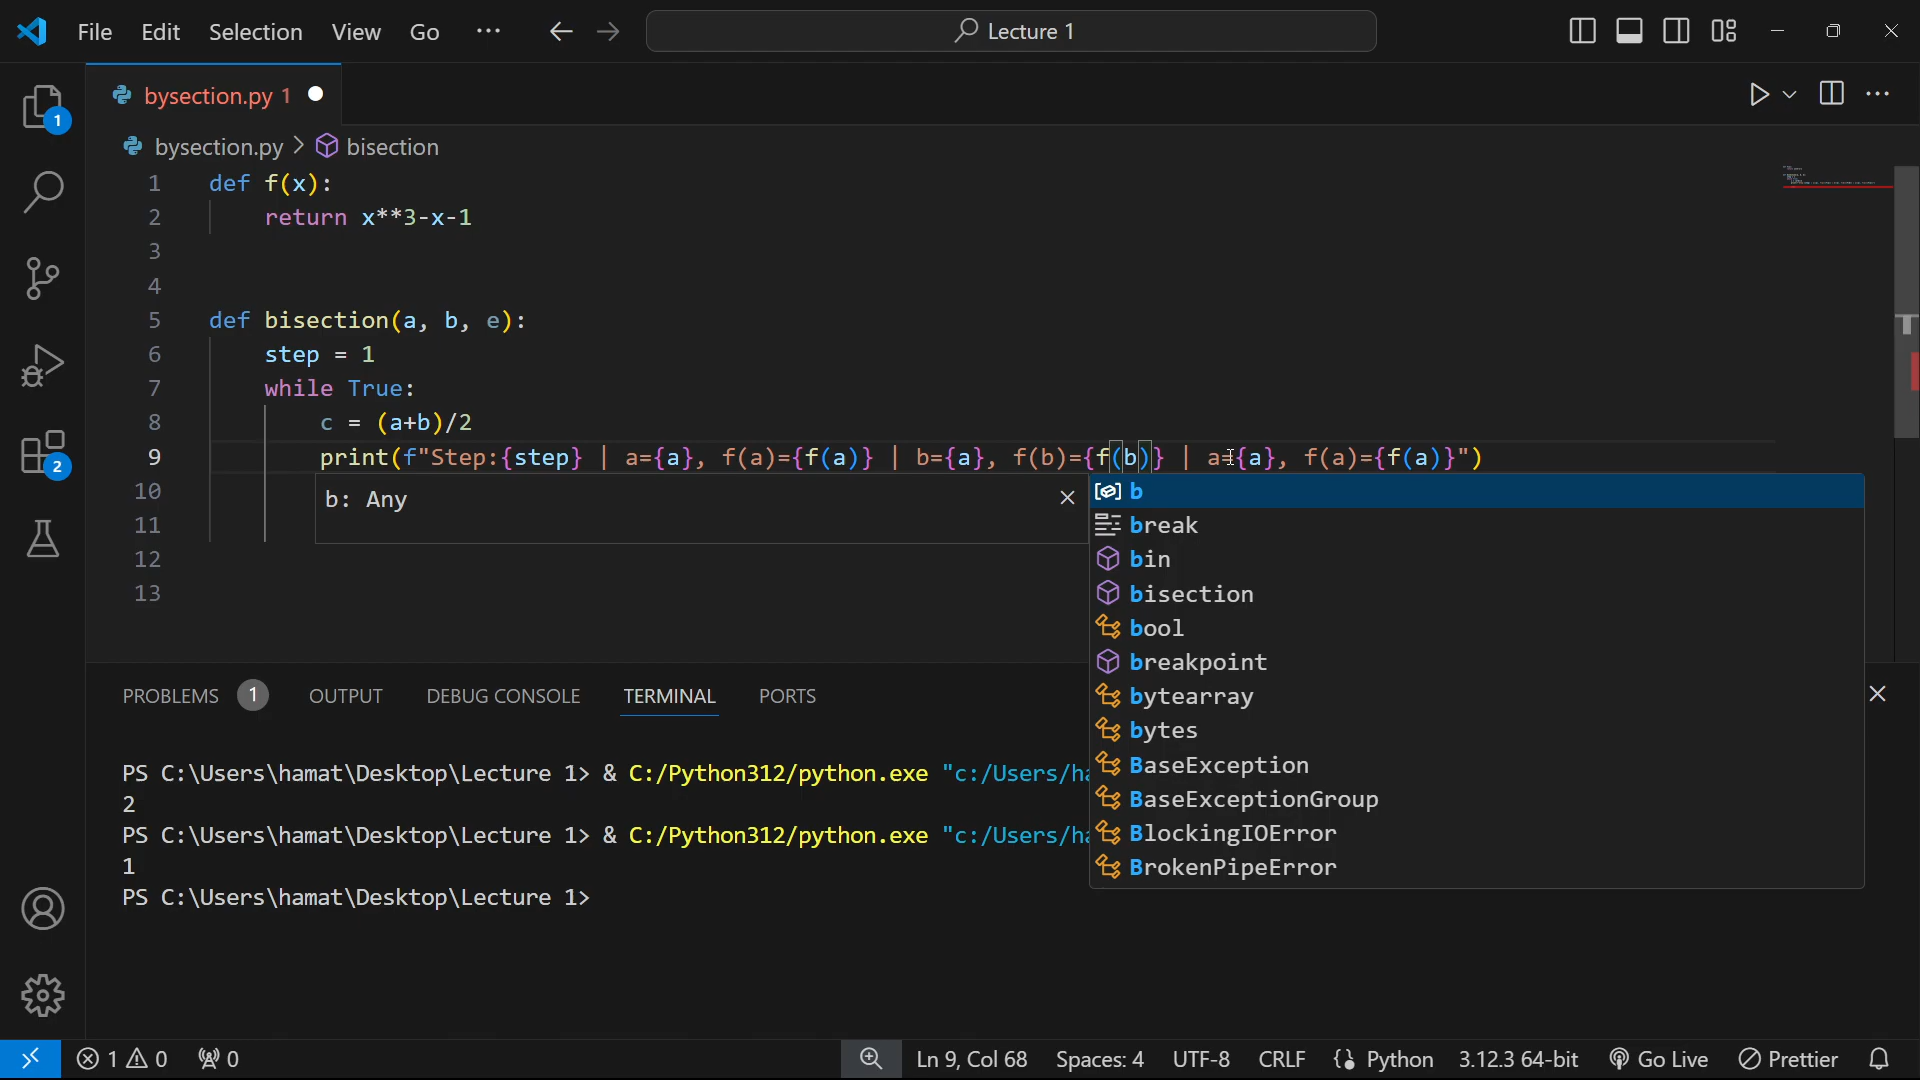 File Edit Selection View Go ··· Lecture 1
bysection.py 1
1
bysection.py > bisection
1 def f(x):
2 return x**3-x-1
3
4
5 def bisection(a, b, e):
6 step = 1
7 while True:
8 c = (a+b)/2
9 print(f"Step:{step} | a={a}, f(a)={f(a)} | b={a}, f(b)={f(b)} | a={a}, f(a)={f(a)}")
10
11
12
13
b: Any
b
break
bin
bisection
bool
breakpoint
bytearray
bytes
BaseException
BaseExceptionGroup
BlockingIOError
BrokenPipeError
2
PROBLEMS 1 OUTPUT DEBUG CONSOLE TERMINAL PORTS
PS C:\Users\hamat\Desktop\Lecture 1> & C:/Python312/python.exe "c:/Users/ha
2
PS C:\Users\hamat\Desktop\Lecture 1> & C:/Python312/python.exe "c:/Users/ha
1
PS C:\Users\hamat\Desktop\Lecture 1>
1 0 0 Ln 9, Col 68 Spaces: 4 UTF-8 CRLF {} Python 3.12.3 64-bit Go Live Prettier